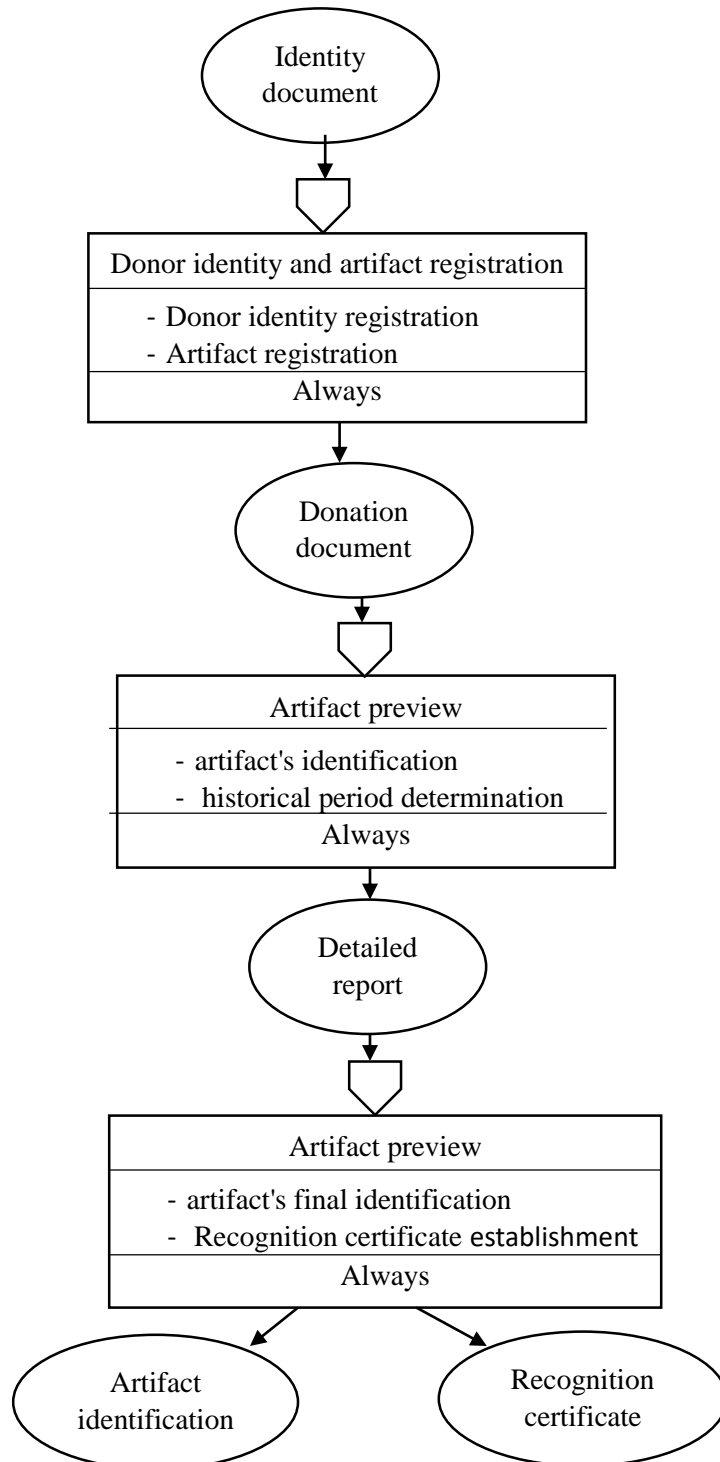 Identity
document
Donor identity and artifact registration
- Donor identity registration
- Artifact registration
Always
Donation
document
Artifact preview
- artifact's identification
- historical period determination
Always
Detailed
report
Artifact preview
- artifact's final identification
- Recognition certificate establishment
Always
Artifact
identification
Recognition
certificate